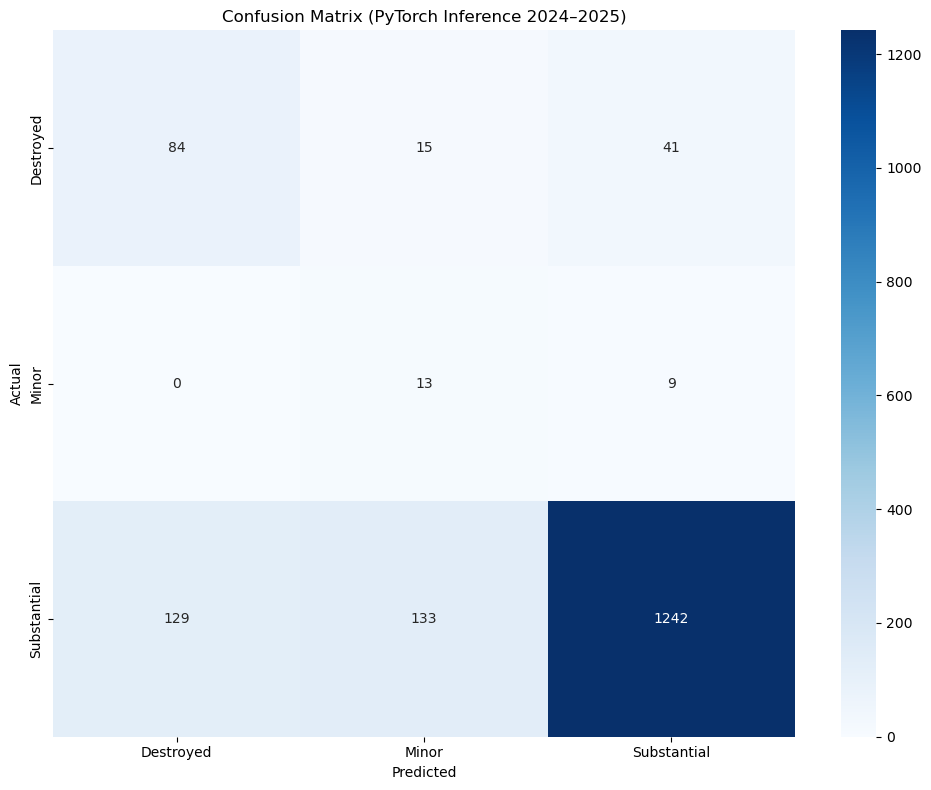 Confusion Matrix (PyTorch Inference 2024–2025)
Actual
Destroyed
84 15 41
Minor
0 13 9
Substantial
129 133 1242
Destroyed Minor Substantial
Predicted
1200
1000
800
600
400
200
0